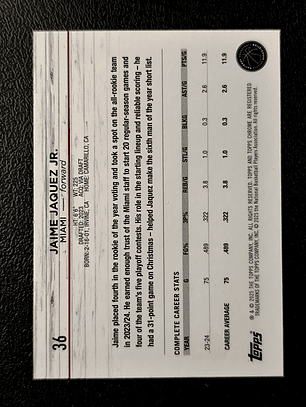 36
JAIME JAQUEZ JR.
MIAMI — forward
HT: 6'6" WT: 225
DRAFTED: 2023 ACQ: VIA DRAFT
BORN: 2-18-01, IRVINE, CA HOME: CAMARILLO, CA
Jaime placed fourth in the rookie of the year voting and took a spot on the all-rookie team
in 2023/24. He earned enough trust of the Miami staff to start 20 regular-season games and
four of the team's five playoff contests. His role in the starting lineup and reliable scoring – he
had a 31-point game on Christmas – helped Jaquez make the sixth man of the year short list.
COMPLETE CAREER STATS
YEAR G FG% 3P% REB/G STL/G BLKG AST/G PTS/G
23-24 75 .489 .322 3.8 1.0 0.3 2.6 11.9
CAREER AVERAGE 75 .489 .322 3.8 1.0 0.3 2.6 11.9
topps
® & © 2025 THE TOPPS COMPANY, INC. ALL RIGHTS RESERVED. TOPPS AND TOPPS CHROME ARE REGISTERED
TRADEMARKS OF THE TOPPS COMPANY, INC. © 2025 the National Basketball Players Association. All rights reserved.